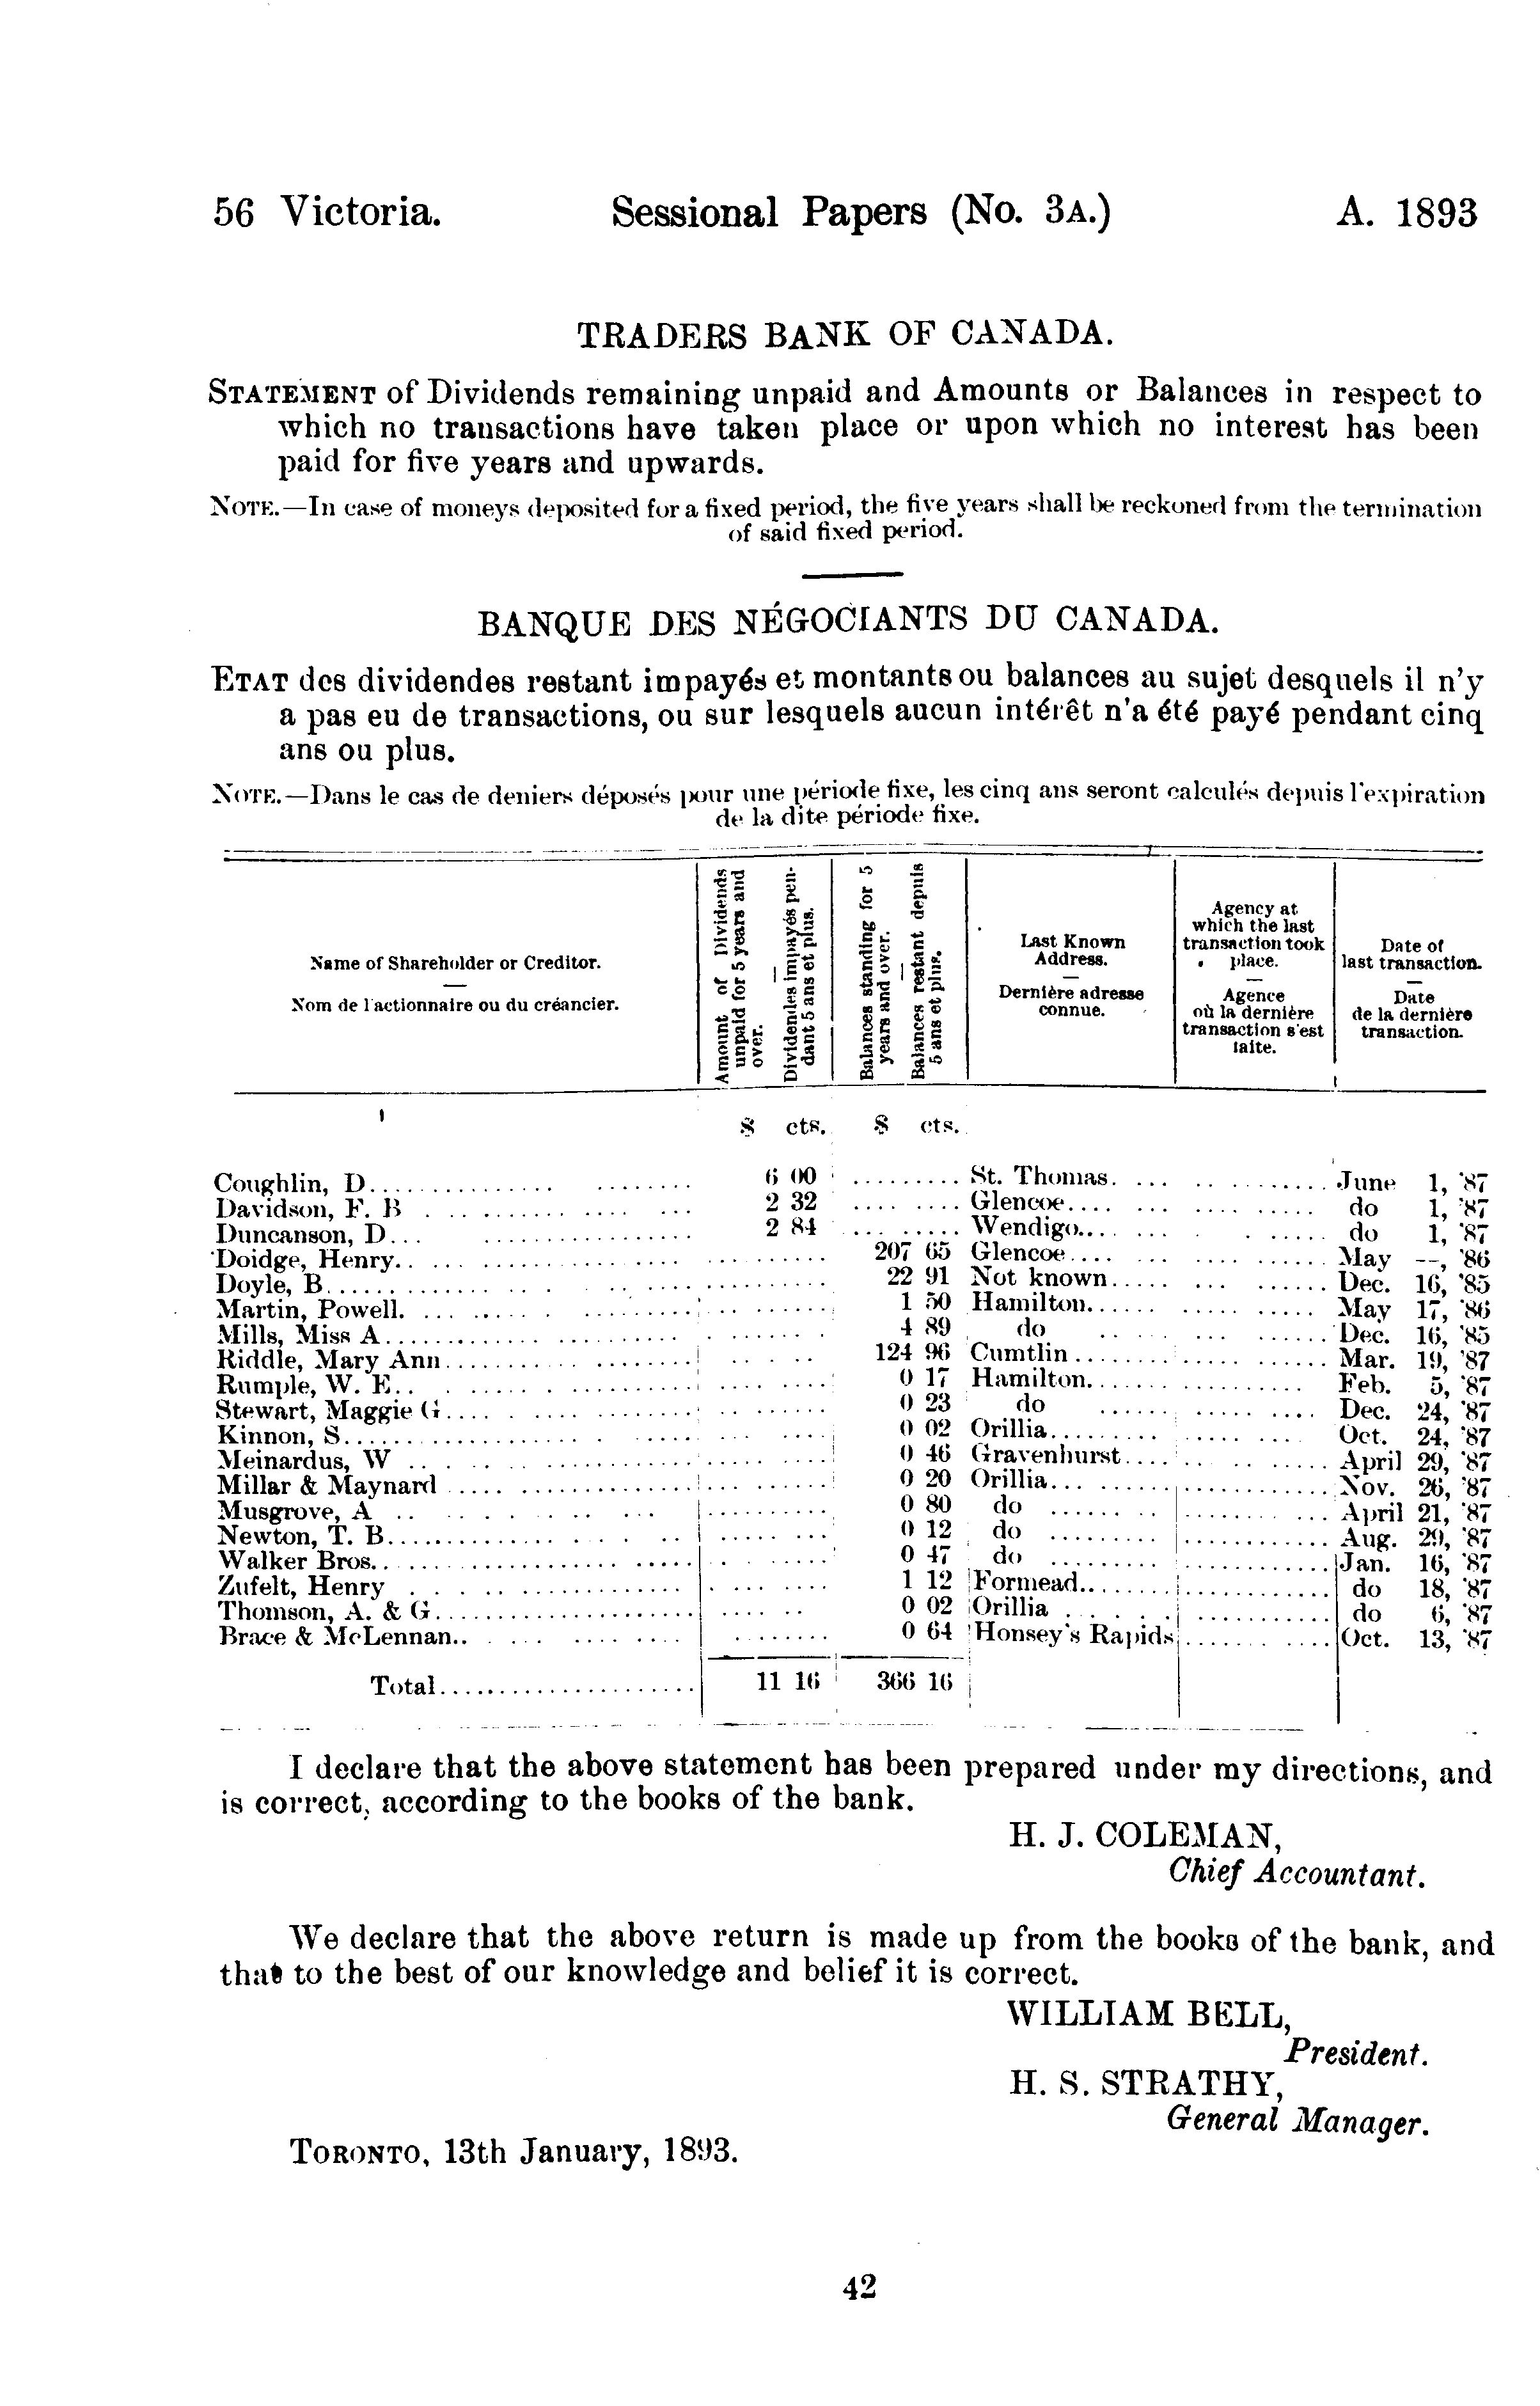 56 Victoria. Sessional Papers (No. 3A.) A. 1893
TRADERS BANK OF CANADA.
STATEMENT of Dividends remaining unpaid and Amounts or Balances in respect to
which no transactions have taken place or upon which no interest has been
paid for five years and upwards.
NOTE.—In case of moneys deposited for a fixed period, the five years shall be reckoned from the termination
of said fixed period.
BANQUE DES NÉGOCIANTS DU CANADA.
ETAT des dividendes restant impayés et montants ou balances au sujet desquels il n'y
a pas eu de transactions, ou sur lesquels aucun intérêt n'a été payé pendant cinq
ans ou plus.
NOTE.—Dans le cas de deniers déposés pour une période fixe, les cinq ans seront calculés depuis l'expiration
de la dite période fixe.
Name of Shareholder or Creditor.
—
Nom de l'actionnaire ou du créancier.
Amount of Dividends
unpaid for 5 years and
over.
—
Dividendes impayés pen-
dant 5 ans et plus.
Balances standing for 5
years and over.
—
Balances restant depuis
5 ans et plus.
Last Known
Address.
—
Dernière adresse
connue.
Agency at
which the last
transaction took
place.
—
Agence
où la dernière
transaction s'est
faite.
Date of
last transaction.
—
Date
de la dernière
transaction.
$ cts. $ cts.
Coughlin, D. 6 00 St. Thomas. June 1, '87
Davidson, F. B 2 32 Glencoe. do 1, '87
Duncanson, D. 2 84 Wendigo. do 1, '87
Doidge, Henry. 207 65 Glencoe. May —, '86
Doyle, B. 22 91 Not known. Dec. 16, '85
Martin, Powell. 1 50 Hamilton. May 17, '86
Mills, Miss A. 4 89 do Dec. 16, '85
Riddle, Mary Ann. 124 96 Cumtlin. Mar. 19, '87
Rumple, W. E. 0 17 Hamilton. Feb. 5, '87
Stewart, Maggie G. 0 23 do Dec. 24, '87
Kinnon, S. 0 02 Orillia. Oct. 24, '87
Meinardus, W 0 46 Gravenhurst. April 29, '87
Millar & Maynard 0 20 Orillia. Nov. 26, '87
Musgrove, A 0 80 do April 21, '87
Newton, T. B. 0 12 do Aug. 29, '87
Walker Bros. 0 47 do Jan. 16, '87
Zufelt, Henry 1 12 Formead. do 18, '87
Thomson, A. & G. 0 02 Orillia do 6, '87
Brace & McLennan. 0 64 Honsey's Rapids Oct. 13, '87
Total. 11 16 366 16
I declare that the above statement has been prepared under my directions, and
is correct, according to the books of the bank.
H. J. COLEMAN,
Chief Accountant.
We declare that the above return is made up from the books of the bank, and
that to the best of our knowledge and belief it is correct.
WILLIAM BELL,
President.
H. S. STRATHY,
General Manager.
TORONTO, 13th January, 1893.
42